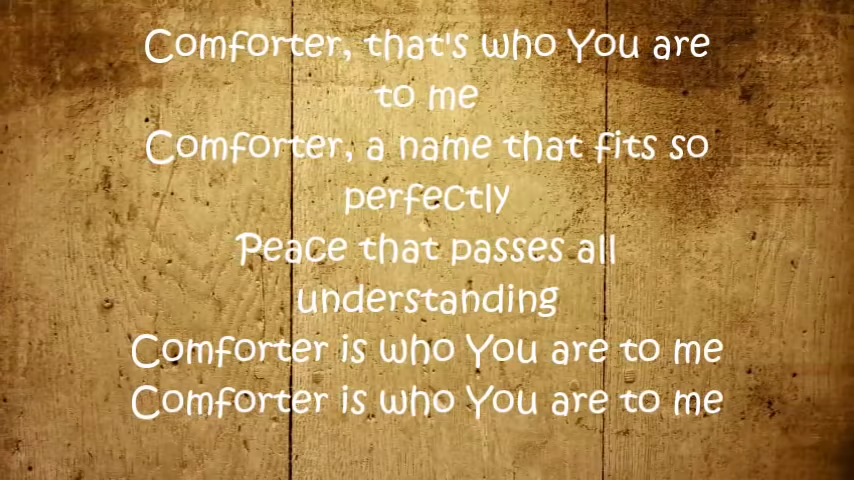 Comforter, that's who You are
to me
Comforter, a name that fits so
perfectly
Peace that passes all
understanding
Comforter is who You are to me
Comforter is who You are to me